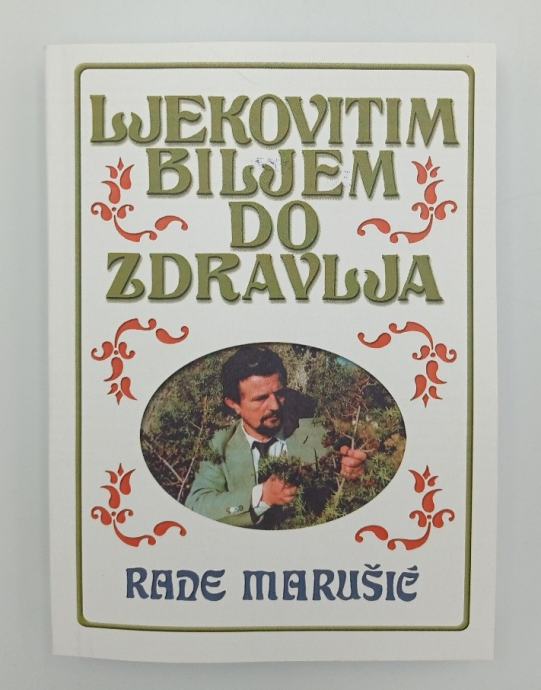 LJEKOVITIM
BILJEM
DO
ZDRAVLJA
RADE MARUŠIĆ